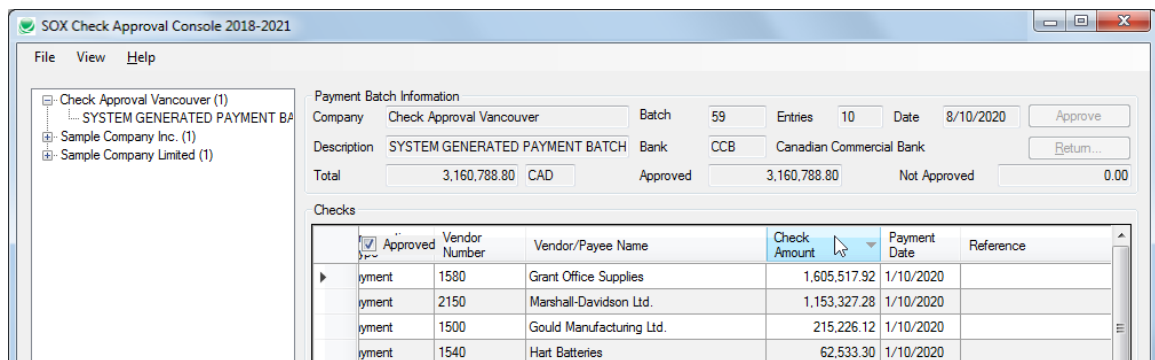 SOX Check Approval Console 2018-2021
File View Help
Check Approval Vancouver (1)
SYSTEM GENERATED PAYMENT BA
Sample Company Inc. (1)
Sample Company Limited (1)
Payment Batch Information
Company Check Approval Vancouver Batch 59 Entries 10 Date 8/10/2020 Approve
Description SYSTEM GENERATED PAYMENT BATCH Bank CCB Canadian Commercial Bank Return...
Total 3,160,788.80 CAD Approved 3,160,788.80 Not Approved 0.00
Checks
Approved Vendor Number Vendor/Payee Name Check Amount Payment Date Reference
yment 1580 Grant Office Supplies 1,605,517.92 1/10/2020
yment 2150 Marshall-Davidson Ltd. 1,153,327.28 1/10/2020
yment 1500 Gould Manufacturing Ltd. 215,226.12 1/10/2020
yment 1540 Hart Batteries 62,533.30 1/10/2020